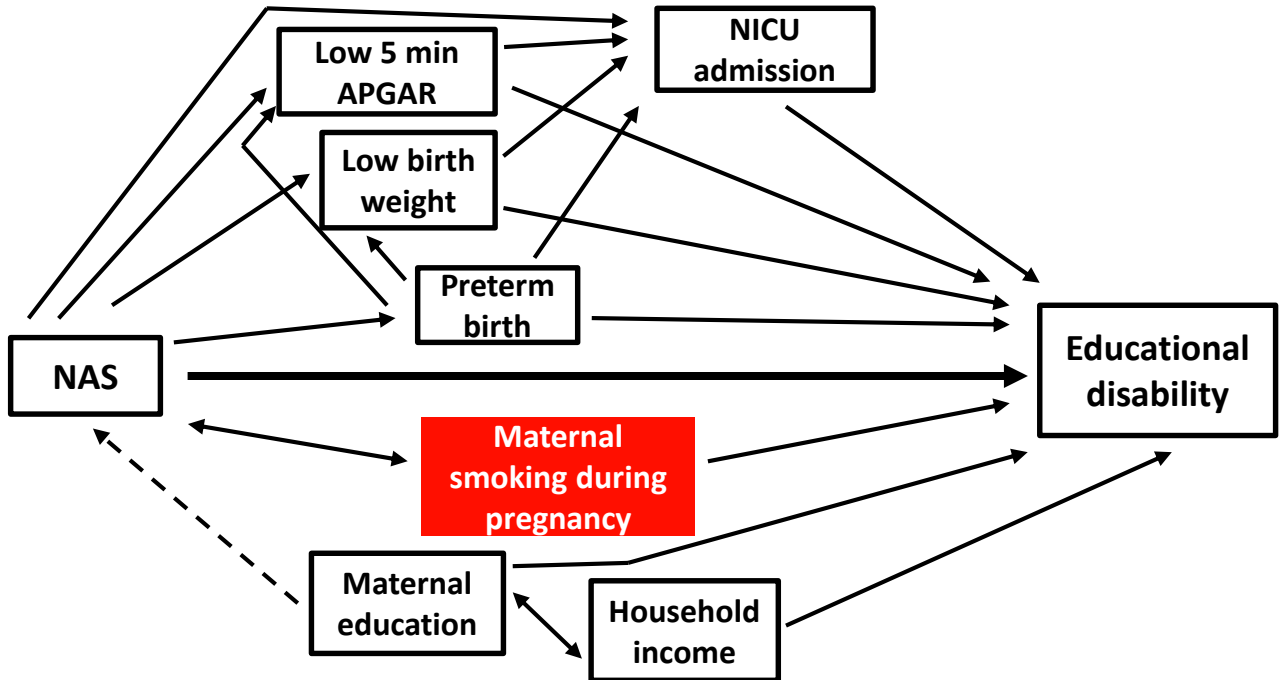 Low 5 min
APGAR
NICU
admission
Low birth
weight
Preterm
birth
NAS
Educational
disability
Maternal
smoking during
pregnancy
Maternal
education
Household
income